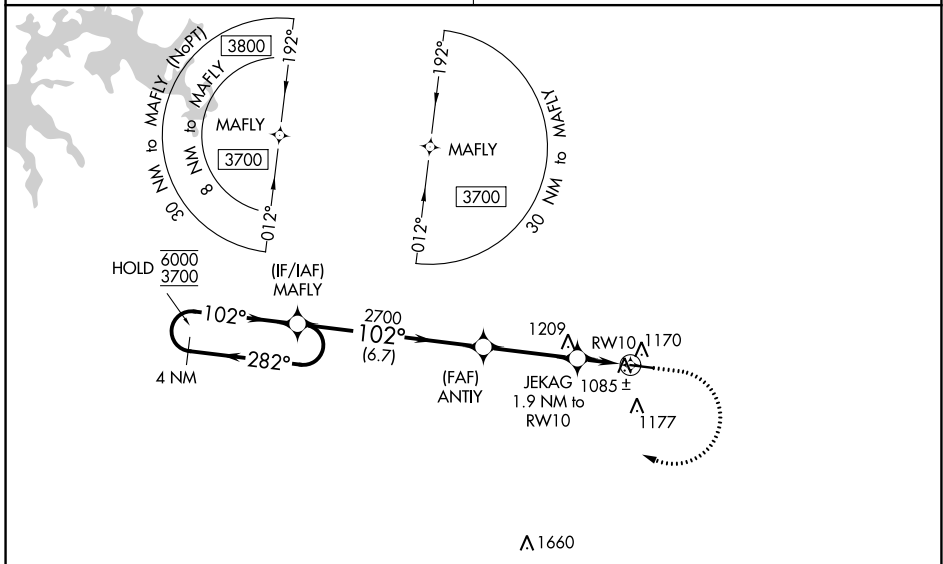 30 NM to MAFLY (NoPT)
3800
8 NM to MAFLY
192°
MAFLY
3700
012°
192°
MAFLY
3700
012°
30 NM to MAFLY
HOLD 6000
3700
(IF/IAF)
MAFLY
102°
282°
4 NM
2700
102°
(6.7)
(FAF)
ANTIY
1209
JEKAG
1.9 NM to
RW10
RW10
1170
1085 ±
1177
1660